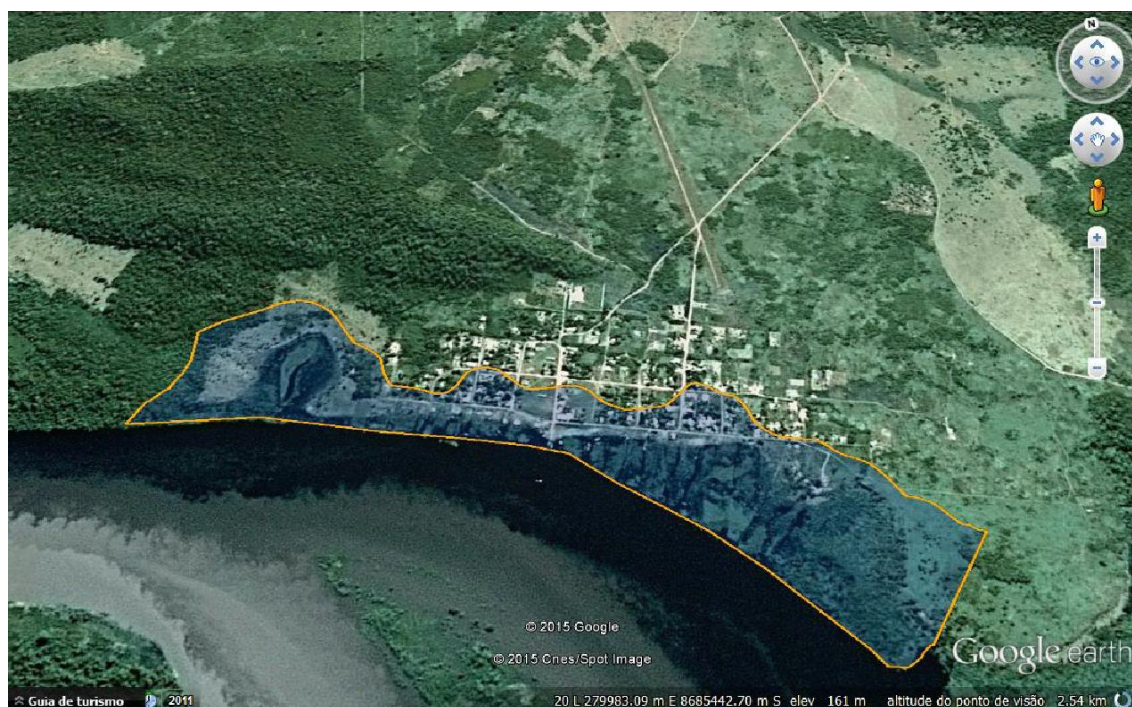 N
© 2015 Google
© 2015 Cnes/Spot Image
Google earth
Guia de turismo 2011 20 L 279983.09 m E 8685442.70 m S elev 161 m altitude do ponto de visão 2.54 km